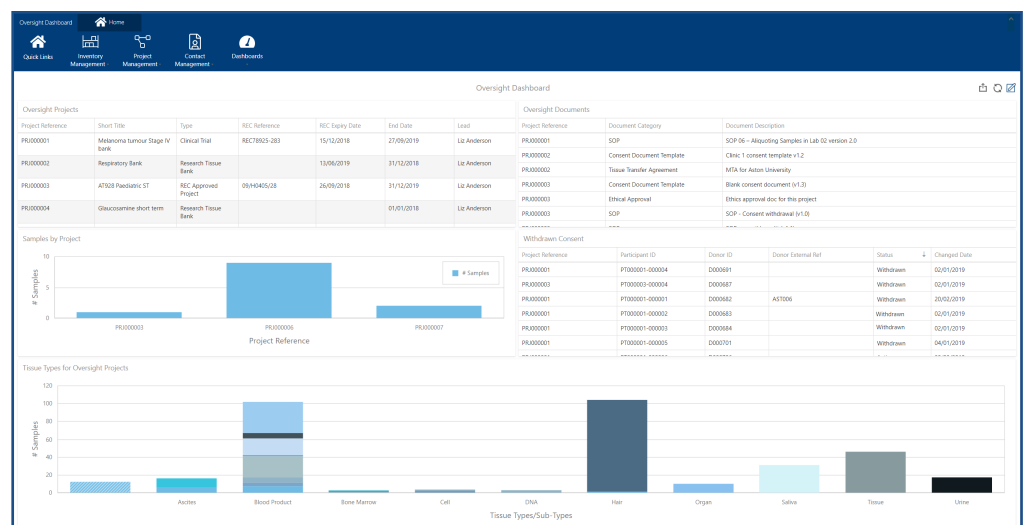 Oversight Dashboard Home
Quick Links
Inventory Management
Project Management
Contact Management
Dashboards
Oversight Dashboard
Oversight Projects
Project Reference Short Title Type REC Reference REC Expiry Date End Date Lead
PRJ000001 Melanoma tumour Stage IV Clinical Trial REC78925-283 15/12/2018 27/09/2019 Liz Anderson
bank
PRJ000002 Respiratory Bank Research Tissue 13/06/2019 31/12/2018 Liz Anderson
Bank
PRJ000003 AT928 Paediatric ST REC Approved 09/H0405/28 26/09/2018 31/12/2019 Liz Anderson
Project
PRJ000004 Glaucosamine short term Research Tissue 01/01/2018 Liz Anderson
Bank
Oversight Documents
Project Reference Document Category Document Description
PRJ000001 SOP SOP 06 – Aliquoting Samples in Lab 02 version 2.0
PRJ000002 Consent Document Template Clinic 1 consent template v1.2
PRJ000002 Tissue Transfer Agreement MTA for Aston University
PRJ000003 Consent Document Template Blank consent document (v1.3)
PRJ000003 Ethical Approval Ethics approval doc for this project
PRJ000003 SOP SOP - Consent withdrawal (v1.0)
Samples by Project
10
5
0
# Samples
# Samples
PRJ000003 PRJ000006 PRJ000007
Project Reference
Withdrawn Consent
Project Reference Participant ID Donor ID Donor External Ref Status Changed Date
PRJ000001 PT000001-000004 D000691 Withdrawn 02/01/2019
PRJ000003 PT000003-000004 D000687 Withdrawn 02/01/2019
PRJ000001 PT000001-000001 D000682 AST006 Withdrawn 20/02/2019
PRJ000001 PT000001-000002 D000683 Withdrawn 02/01/2019
PRJ000001 PT000001-000003 D000684 Withdrawn 02/01/2019
PRJ000001 PT000001-000005 D000701 Withdrawn 04/01/2019
Tissue Types for Oversight Projects
120
100
80
60
40
20
0
# Samples
Ascites Blood Product Bone Marrow Cell DNA Hair Organ Saliva Tissue Urine
Tissue Types/Sub-Types